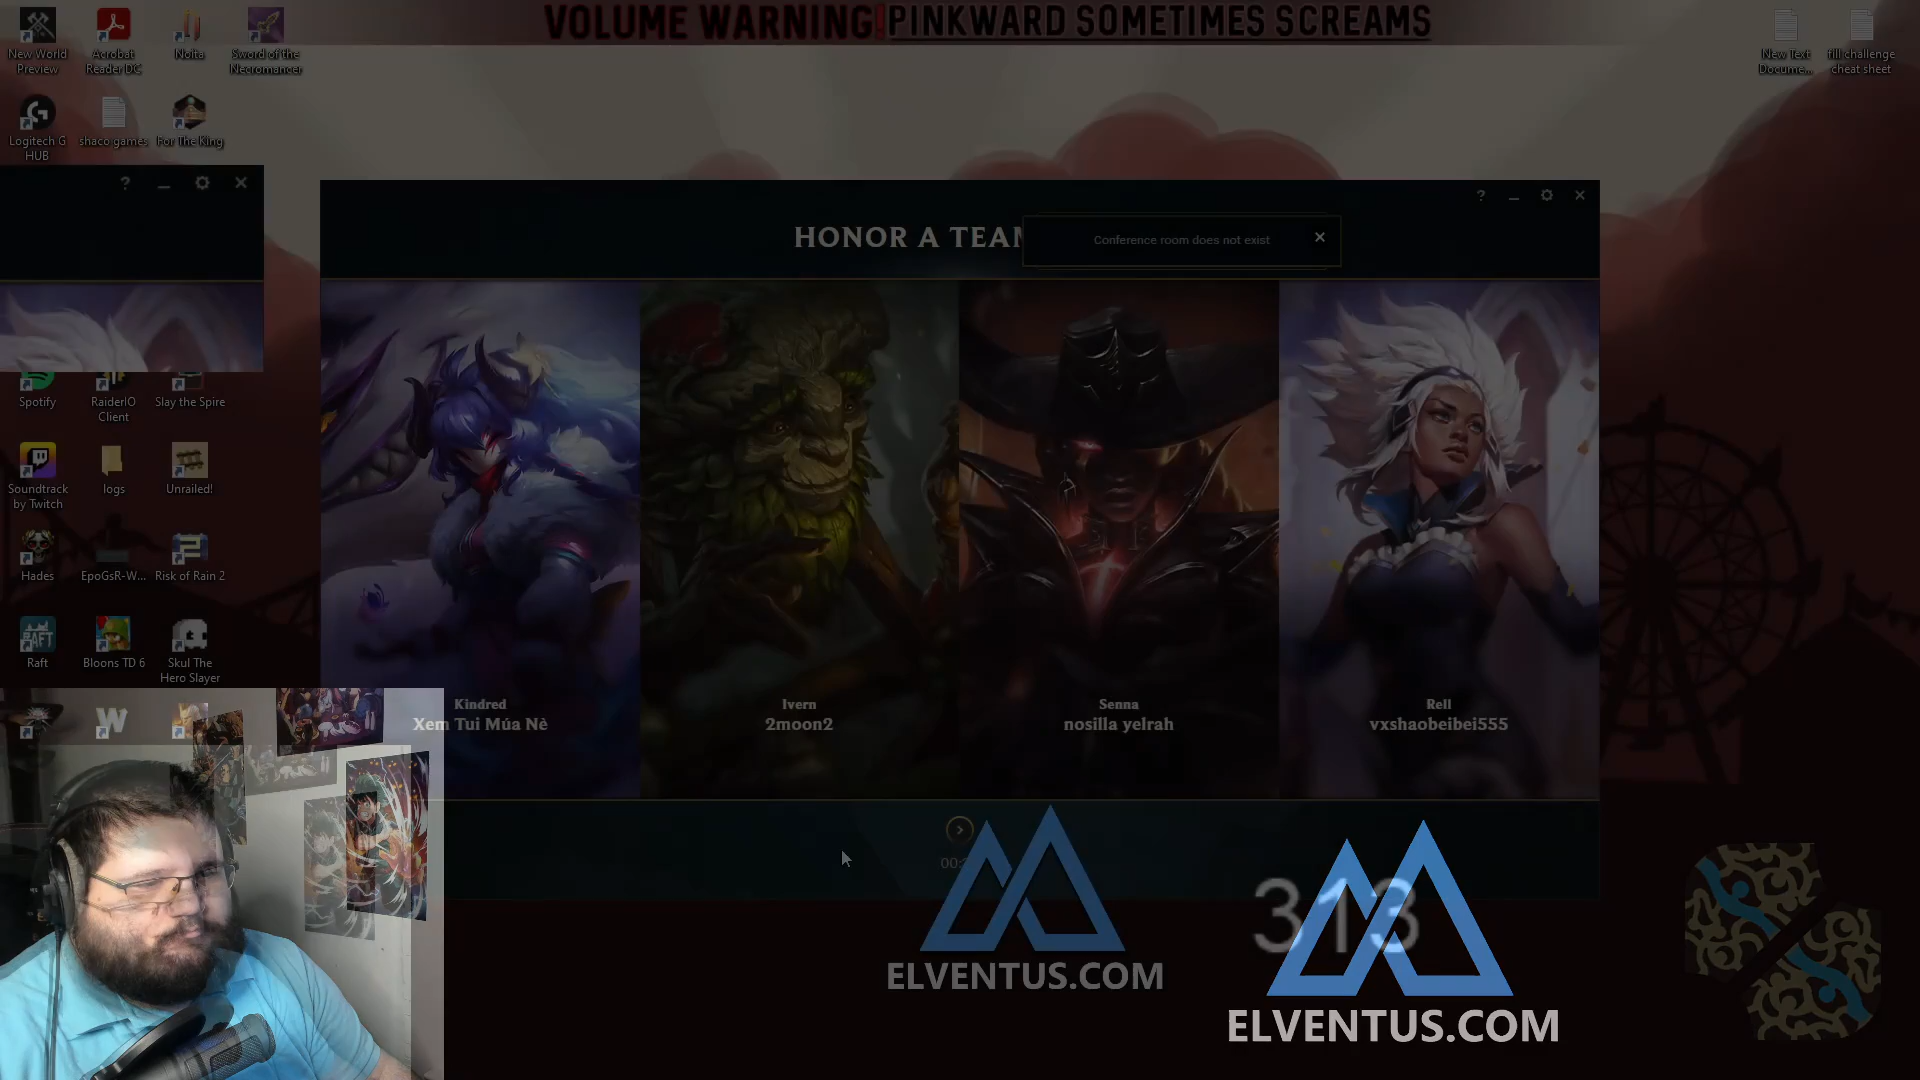 VOLUME WARNING! PINKWARD SOMETIMES SCREAMS
New World Preview
Acrobat Reader DC
Nolta
Sword of the Necromancer
New Text Docume...
fill challenge cheat sheet
Logitech G HUB
shaco games
For The King
HONOR A TEAM
Conference room does not exist
Spotify
RaiderIO Client
Slay the Spire
Soundtrack by Twitch
logs
Unrailed!
Hades
EpoGsR-W...
Risk of Rain 2
Raft
Bloons TD 6
Skul The Hero Slayer
Kindred
Xem Tui Múa Nè
Ivern
2moon2
Senna
nosilla yelrah
Rell
vxshaobeibei555
00:
313
ELVENTUS.COM
ELVENTUS.COM